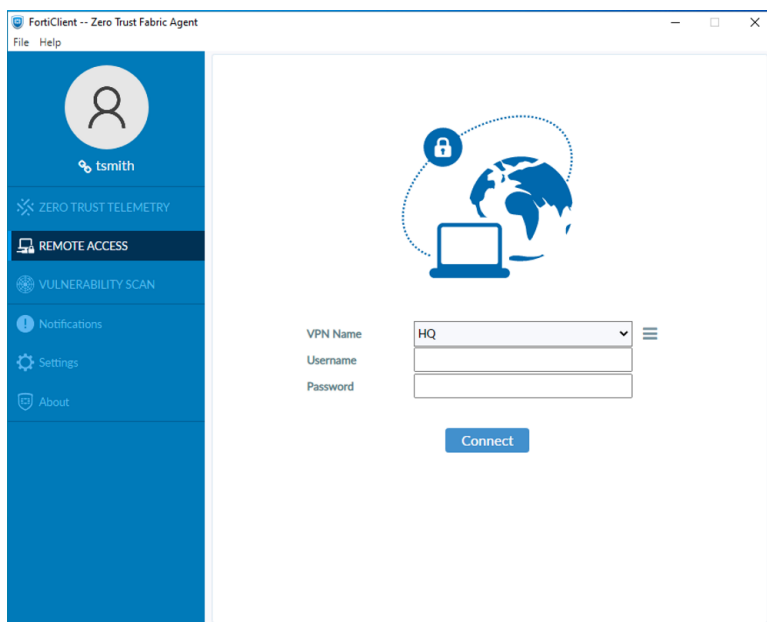 FortiClient -- Zero Trust Fabric Agent
File Help
tsmith
ZERO TRUST TELEMETRY
REMOTE ACCESS
VULNERABILITY SCAN
Notifications
Settings
About
VPN Name HQ
Username
Password
Connect